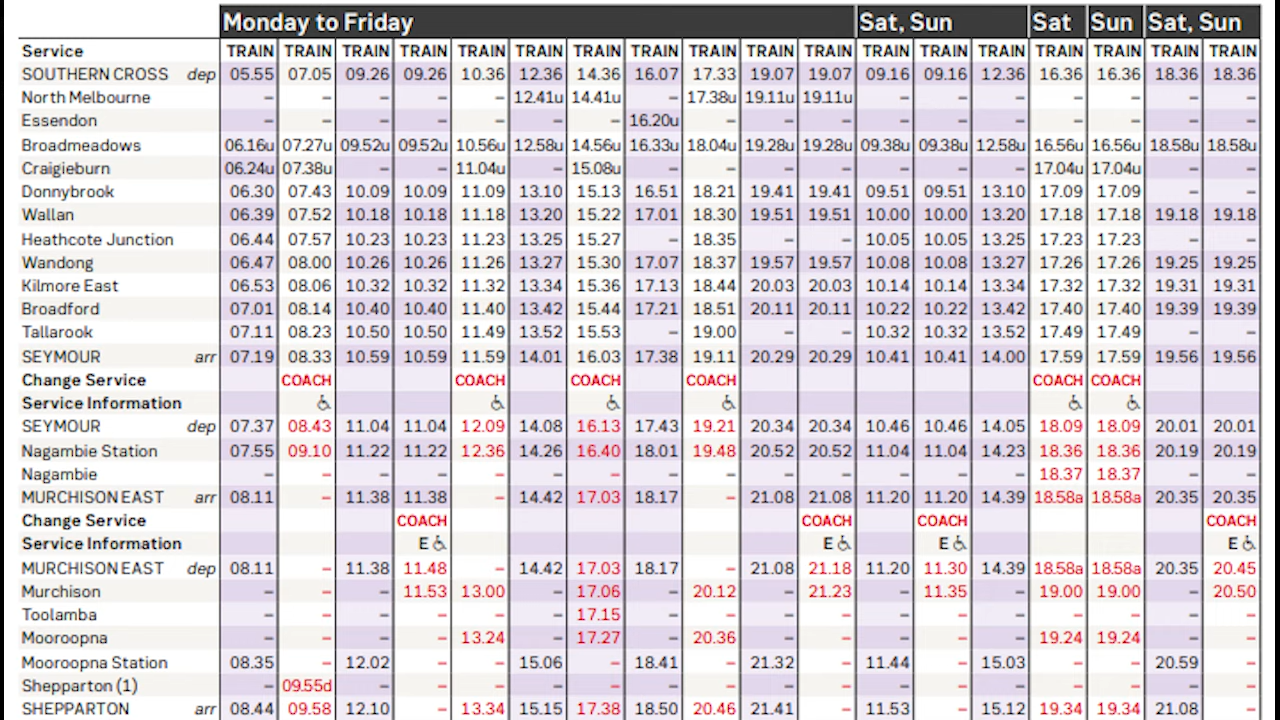 Monday to Friday Sat, Sun Sat Sun Sat, Sun
Service TRAIN TRAIN TRAIN TRAIN TRAIN TRAIN TRAIN TRAIN TRAIN TRAIN TRAIN TRAIN TRAIN TRAIN TRAIN TRAIN TRAIN TRAIN
SOUTHERN CROSS dep 05.55 07.05 09.26 09.26 10.36 12.36 14.36 16.07 17.33 19.07 19.07 09.16 09.16 12.36 16.36 16.36 18.36 18.36
North Melbourne – – – – – 12.41u 14.41u – 17.38u 19.11u 19.11u – – – – – – –
Essendon – – – – – – – 16.20u – – – – – – – – – –
Broadmeadows 06.16u 07.27u 09.52u 09.52u 10.56u 12.58u 14.56u 16.33u 18.04u 19.28u 19.28u 09.38u 09.38u 12.58u 16.56u 16.56u 18.58u 18.58u
Craigieburn 06.24u 07.38u – – 11.04u – 15.08u – – – – – – – 17.04u 17.04u – –
Donnybrook 06.30 07.43 10.09 10.09 11.09 13.10 15.13 16.51 18.21 19.41 19.41 09.51 09.51 13.10 17.09 17.09 – –
Wallan 06.39 07.52 10.18 10.18 11.18 13.20 15.22 17.01 18.30 19.51 19.51 10.00 10.00 13.20 17.18 17.18 19.18 19.18
Heathcote Junction 06.44 07.57 10.23 10.23 11.23 13.25 15.27 – 18.35 – – 10.05 10.05 13.25 17.23 17.23 – –
Wandong 06.47 08.00 10.26 10.26 11.26 13.27 15.30 17.07 18.37 19.57 19.57 10.08 10.08 13.27 17.26 17.26 19.25 19.25
Kilmore East 06.53 08.06 10.32 10.32 11.32 13.34 15.36 17.13 18.44 20.03 20.03 10.14 10.14 13.34 17.32 17.32 19.31 19.31
Broadford 07.01 08.14 10.40 10.40 11.40 13.42 15.44 17.21 18.51 20.11 20.11 10.22 10.22 13.42 17.40 17.40 19.39 19.39
Tallarook 07.11 08.23 10.50 10.50 11.49 13.52 15.53 – 19.00 – – 10.32 10.32 13.52 17.49 17.49 – –
SEYMOUR arr 07.19 08.33 10.59 10.59 11.59 14.01 16.03 17.38 19.11 20.29 20.29 10.41 10.41 14.00 17.59 17.59 19.56 19.56
Change Service COACH COACH COACH COACH COACH COACH
Service Information
SEYMOUR dep 07.37 08.43 11.04 11.04 12.09 14.08 16.13 17.43 19.21 20.34 20.34 10.46 10.46 14.05 18.09 18.09 20.01 20.01
Nagambie Station 07.55 09.10 11.22 11.22 12.36 14.26 16.40 18.01 19.48 20.52 20.52 11.04 11.04 14.23 18.36 18.36 20.19 20.19
Nagambie – – – – – – – – – – – – – – 18.37 18.37 – –
MURCHISON EAST arr 08.11 – 11.38 11.38 – 14.42 17.03 18.17 – 21.08 21.08 11.20 11.20 14.39 18.58a 18.58a 20.35 20.35
Change Service COACH COACH COACH COACH
Service Information E E E E
MURCHISON EAST dep 08.11 – 11.38 11.48 – 14.42 17.03 18.17 – 21.08 21.18 11.20 11.30 14.39 18.58a 18.58a 20.35 20.45
Murchison – – – 11.53 13.00 – 17.06 – 20.12 – 21.23 – 11.35 – 19.00 19.00 – 20.50
Toolamba – – – – – – 17.15 – – – – – – – – – – –
Mooroopna – – – – 13.24 – 17.27 – 20.36 – – – – – 19.24 19.24 – –
Mooroopna Station 08.35 – 12.02 – – 15.06 – 18.41 – 21.32 – 11.44 – 15.03 – – 20.59 –
Shepparton (1) – 09.55d – – – – – – – – – – – – – – – –
SHEPPARTON arr 08.44 09.58 12.10 – 13.34 15.15 17.38 18.50 20.46 21.41 – 11.53 – 15.12 19.34 19.34 21.08 –